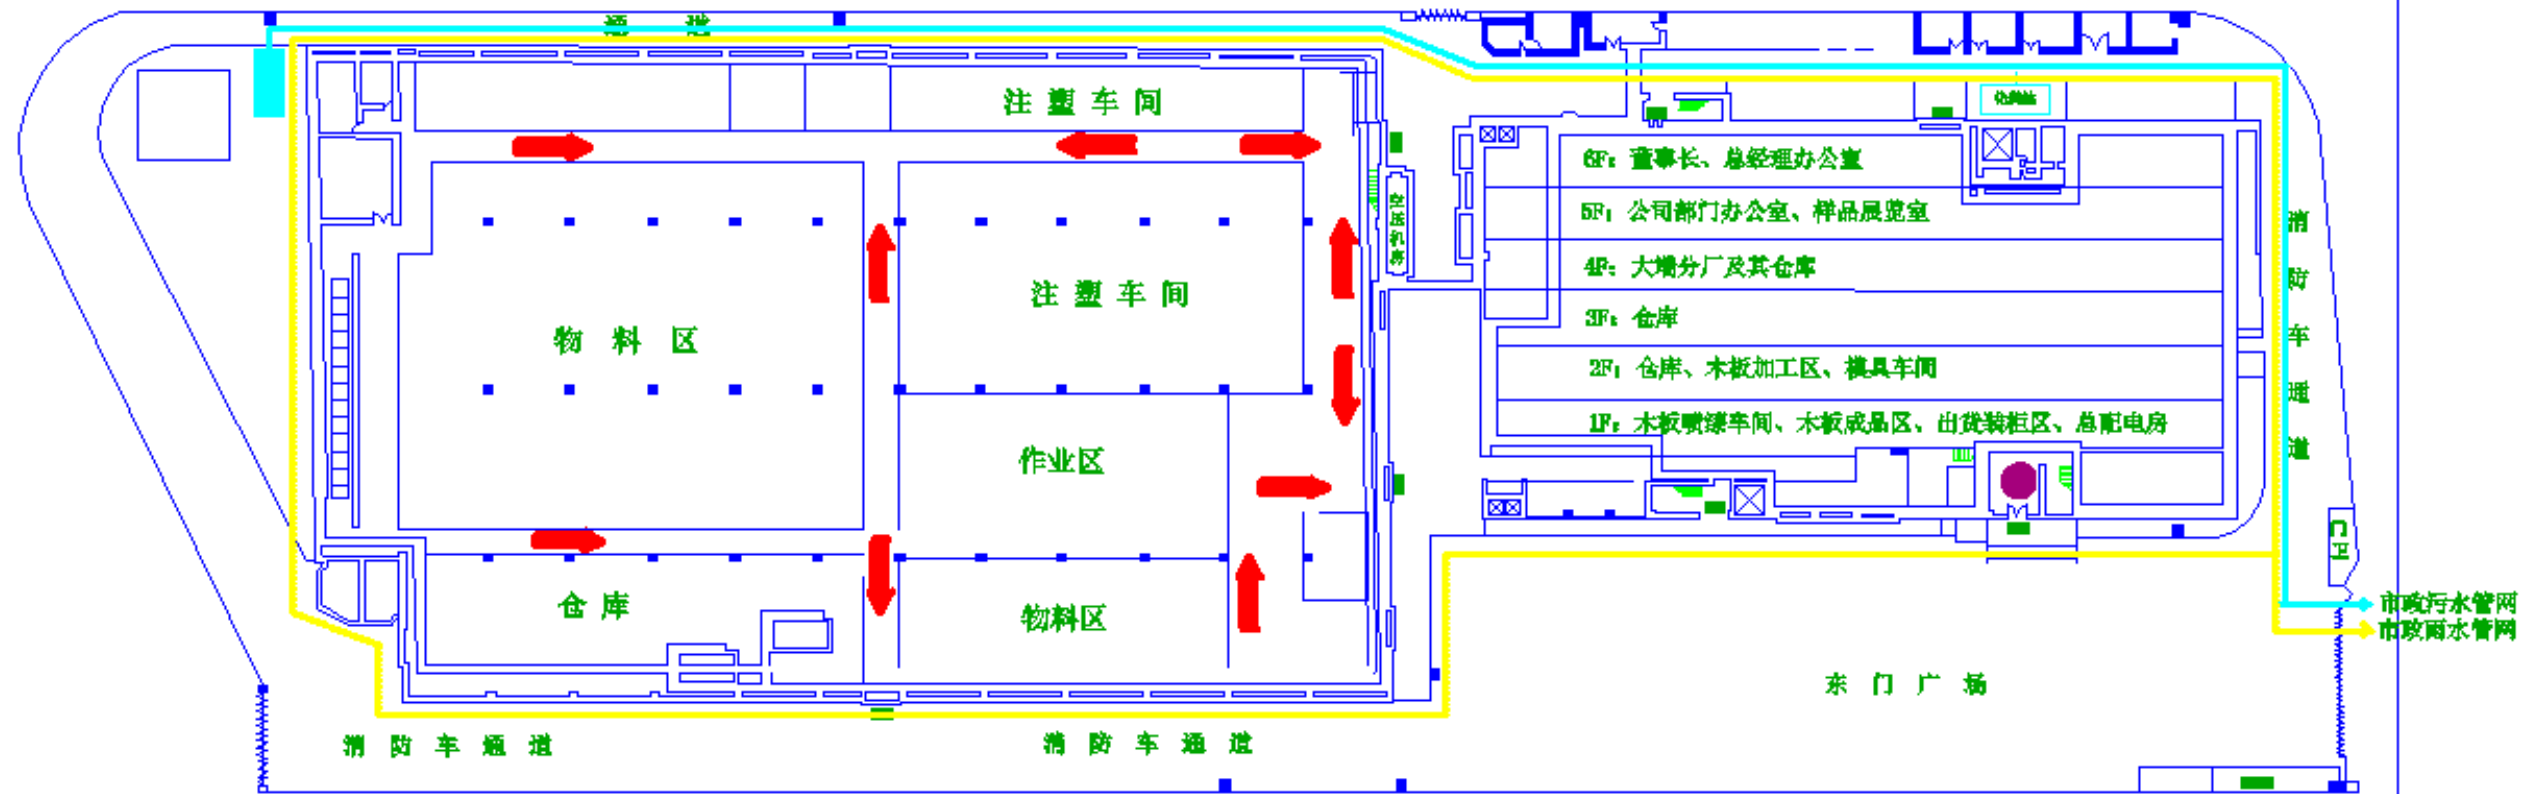 通 道
注 塑 车 间
化粪池
6F：董事长、总经理办公室
5F：公司部门办公室、样品展览室
4F：大端分厂及其仓库
3F：仓库
2F：仓库、木板加工区、模具车间
1F：木板喷漆车间、木板成品区、出货装柜区、总配电房
注 塑 车 间
物 料 区
作业区
仓 库
物料区
消 防 车 通 道
市政污水管网
市政雨水管网
东 门 广 场
消 防 车 通 道
消 防 车 通 道